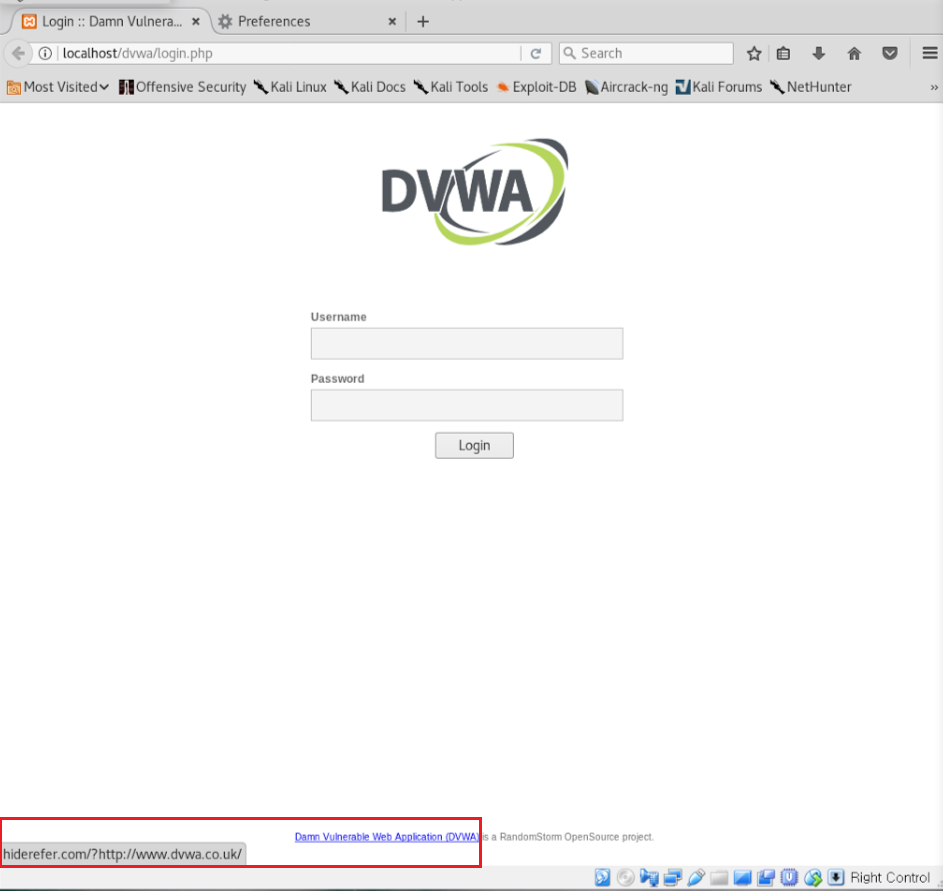 Login :: Damn Vulnera... × Preferences × +
localhost/dvwa/login.php Search
Most Visited Offensive Security Kali Linux Kali Docs Kali Tools Exploit-DB Aircrack-ng Kali Forums NetHunter »
DVWA
Username
Password
Login
Damn Vulnerable Web Application (DVWA) is a RandomStorm OpenSource project.
hiderefer.com/?http://www.dvwa.co.uk/
Right Control